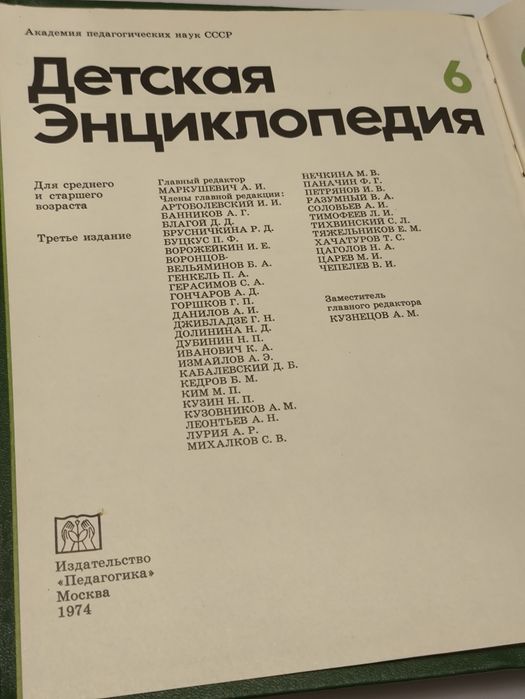 Академия педагогических наук СССР
Детская
Энциклопедия
6
Для среднего
и старшего
возраста
Третье издание
Главный редактор
МАРКУШЕВИЧ А. И.
Члены главной редакции:
АРТОБОЛЕВСКИЙ И. И.
БАННИКОВ А. Г.
БЛАГОЙ Д. Д.
БРУСНИЧКИНА Р. Д.
БУЦКУС П. Ф.
ВОРОЖЕЙКИН И. Е.
ВОРОНЦОВ-
ВЕЛЬЯМИНОВ Б. А.
ГЕНКЕЛЬ П. А.
ГЕРАСИМОВ С. А.
ГОНЧАРОВ А. Д.
ГОРШКОВ Г. П.
ДАНИЛОВ А. И.
ДЖИБЛАДЗЕ Г. Н.
ДОЛИНИНА Н. Д.
ДУБИНИН Н. П.
ИВАНОВИЧ К. А.
ИЗМАЙЛОВ А. Э.
КАБАЛЕВСКИЙ Д. Б.
КЕДРОВ Б. М.
КИМ М. П.
КУЗИН Н. П.
КУЗОВНИКОВ А. М.
ЛЕОНТЬЕВ А. Н.
ЛУРИЯ А. Р.
МИХАЛКОВ С. В.
НЕЧКИНА М. В.
ПАНАЧИН Ф. Г.
ПЕТРЯНОВ И. В.
РАЗУМНЫЙ В. А.
СОЛОВЬЕВ А. И.
ТИМОФЕЕВ Л. И.
ТИХВИНСКИЙ С. Л.
ТЯЖЕЛЬНИКОВ Е. М.
ХАЧАТУРОВ Т. С.
ЦАГОЛОВ Н. А.
ЦАРЕВ М. И.
ЧЕПЕЛЕВ В. И.
Заместитель
главного редактора
КУЗНЕЦОВ А. М.
Издательство
«Педагогика»
Москва
1974